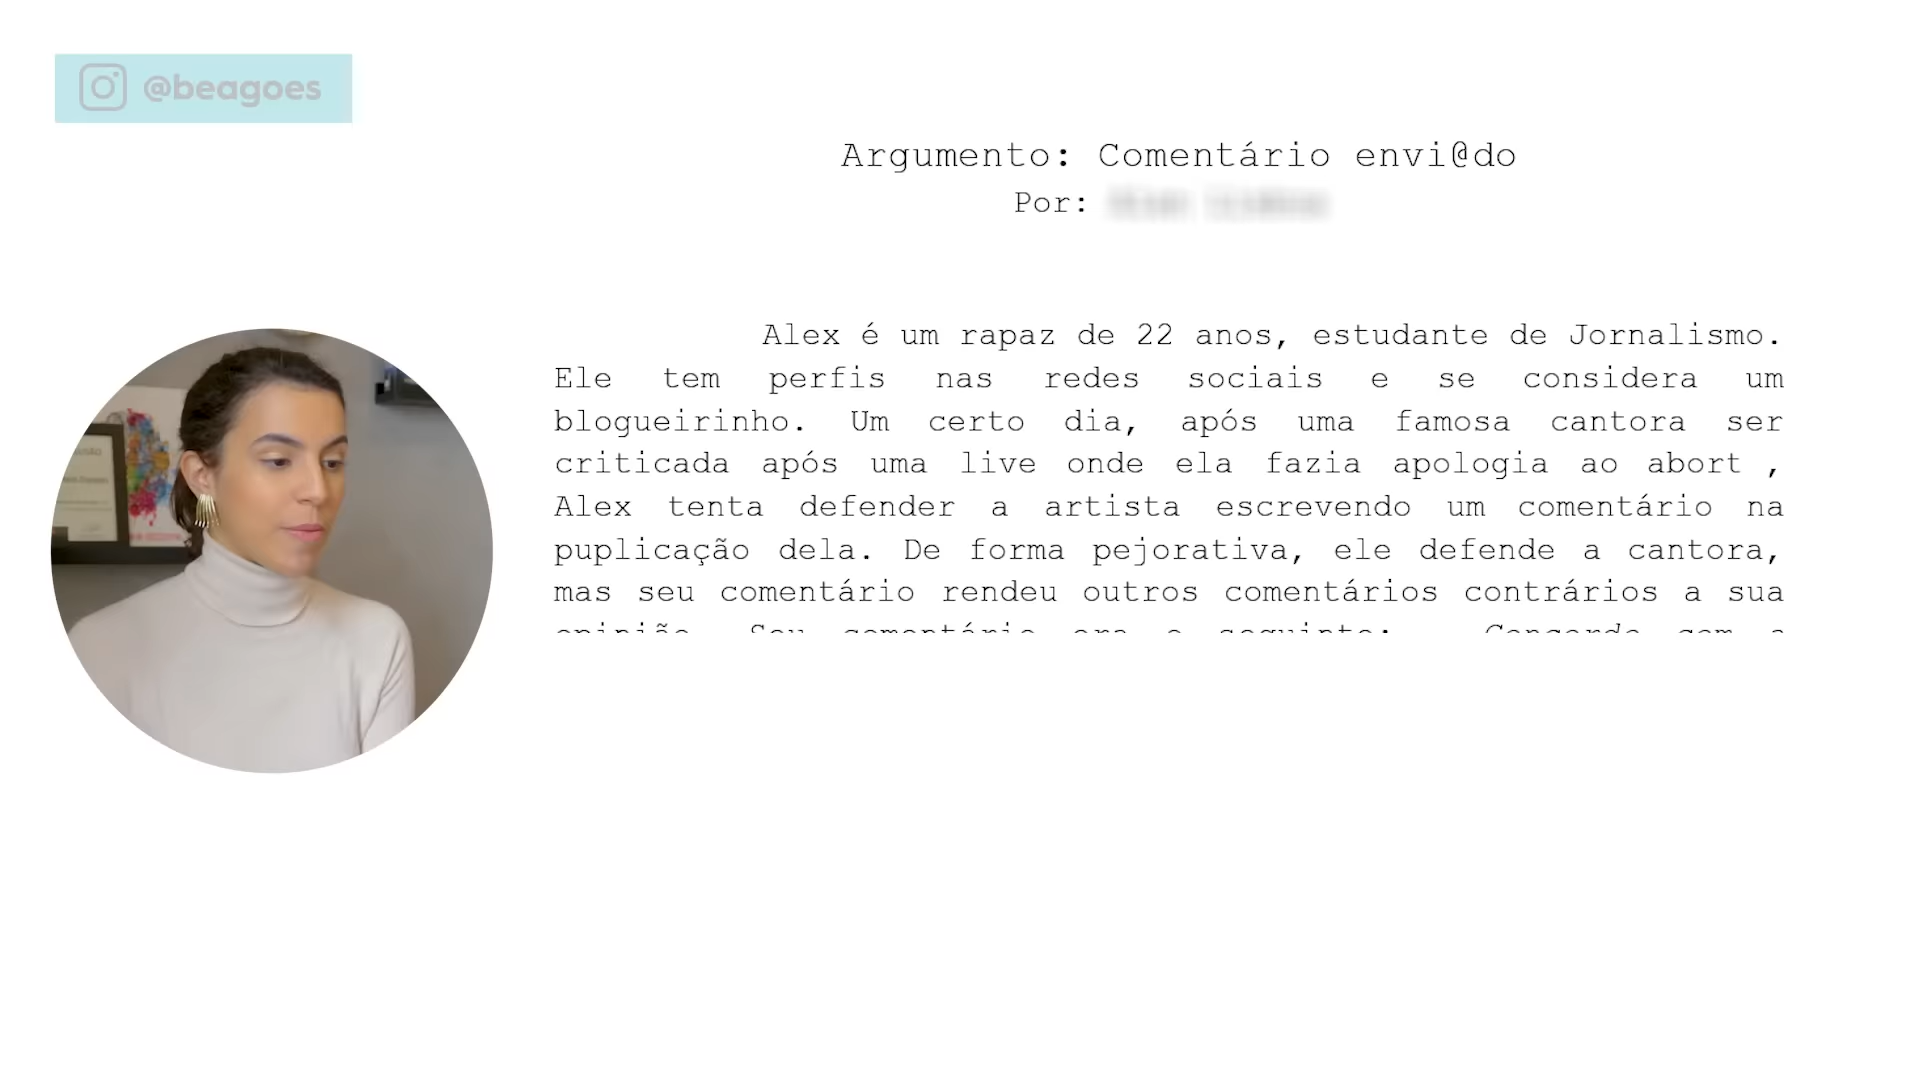 @beagoes
Argumento: Comentário envi@do
Por:
Alex é um rapaz de 22 anos, estudante de Jornalismo.
Ele tem perfis nas redes sociais e se considera um
blogueirinho. Um certo dia, após uma famosa cantora ser
criticada após uma live onde ela fazia apologia ao abort ,
Alex tenta defender a artista escrevendo um comentário na
puplicação dela. De forma pejorativa, ele defende a cantora,
mas seu comentário rendeu outros comentários contrários a sua